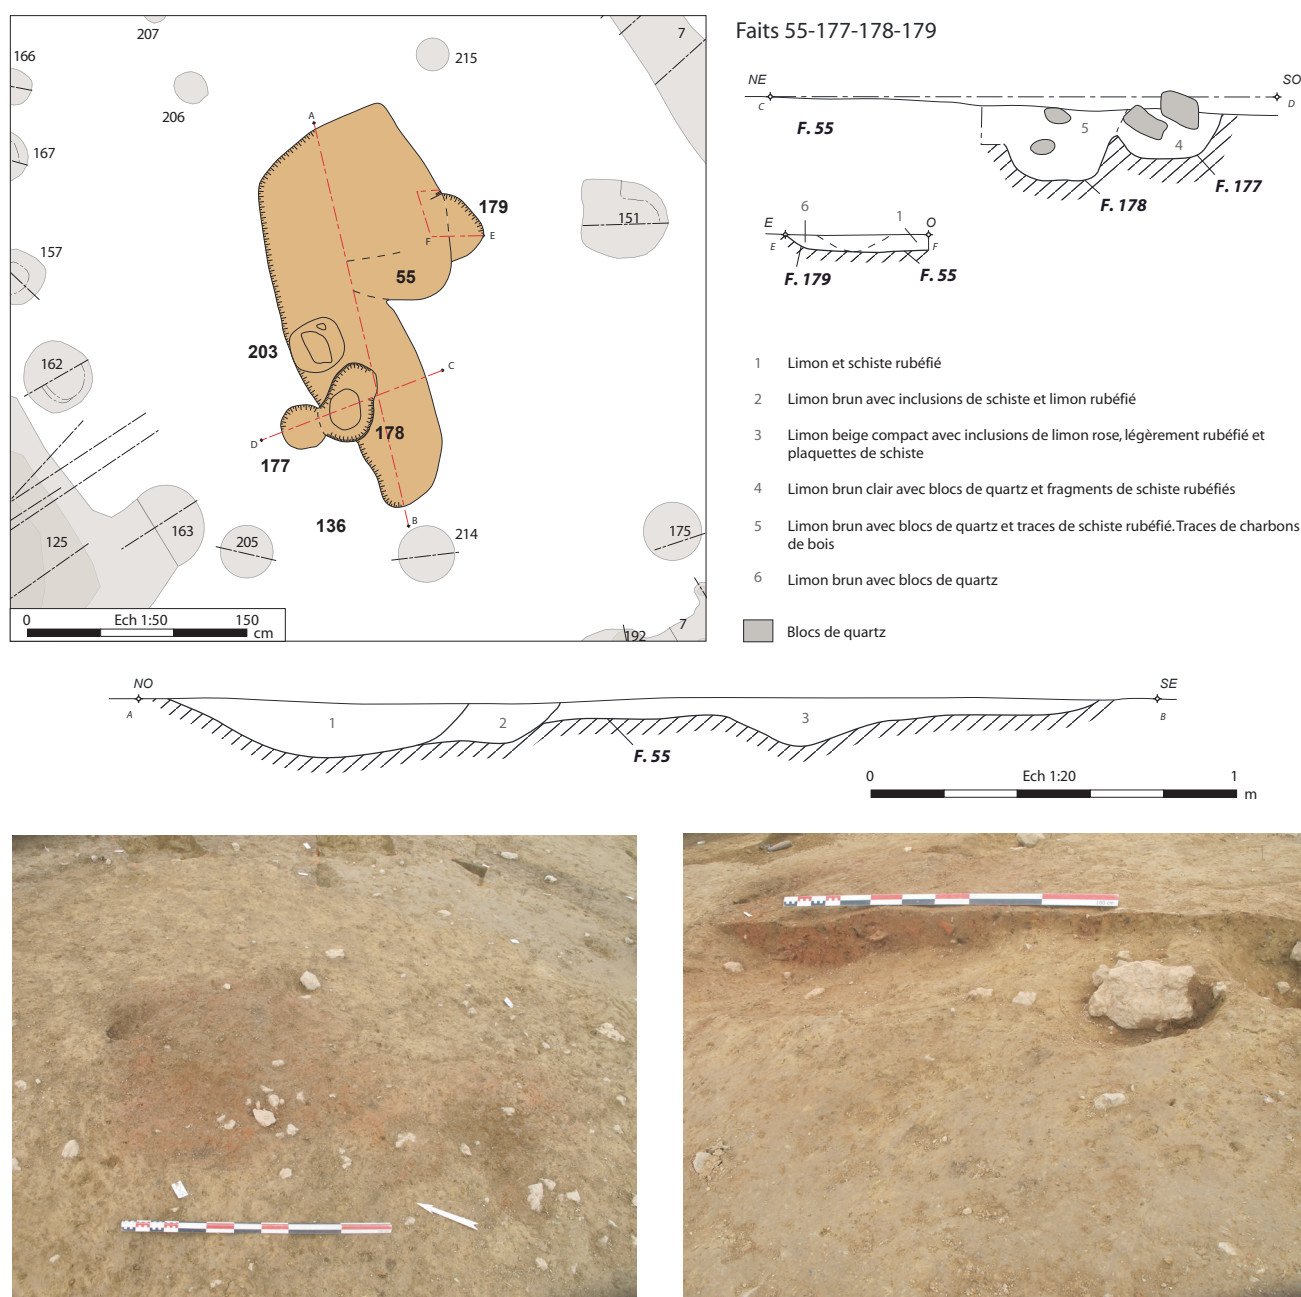 207
7
166
215
206
A
167
179
151
F
E
157
55
203
162
C
178
D
177
B
136
214
163
205
175
125
7
192
0 Ech 1:50 150
cm
Faits 55-177-178-179
NE
SO
C
D
F. 55
5
4
F. 177
F. 178
6
1
E
O
E
F
F. 179
F. 55
1 Limon et schiste rubéfié
2 Limon brun avec inclusions de schiste et limon rubéfié
3 Limon beige compact avec inclusions de limon rose, légèrement rubéfié et
plaquettes de schiste
4 Limon brun clair avec blocs de quartz et fragments de schiste rubéfiés
5 Limon brun avec blocs de quartz et traces de schiste rubéfié. Traces de charbons
de bois
6 Limon brun avec blocs de quartz
Blocs de quartz
NO
SE
A
B
1
2
3
F. 55
0 Ech 1:20 1
m
100 cm